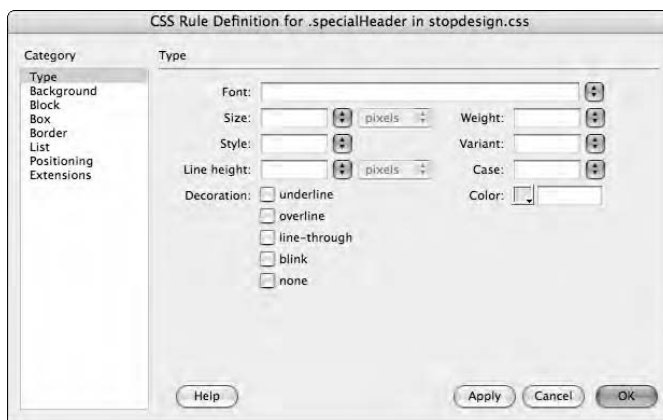 CSS Rule Definition for .specialHeader in stopdesign.css
Category
Type
Background
Block
Box
Border
List
Positioning
Extensions
Type
Font:
Size: pixels Weight:
Style: Variant:
Line height: pixels Case:
Decoration: underline Color:
overline
line-through
blink
none
Help Apply Cancel OK